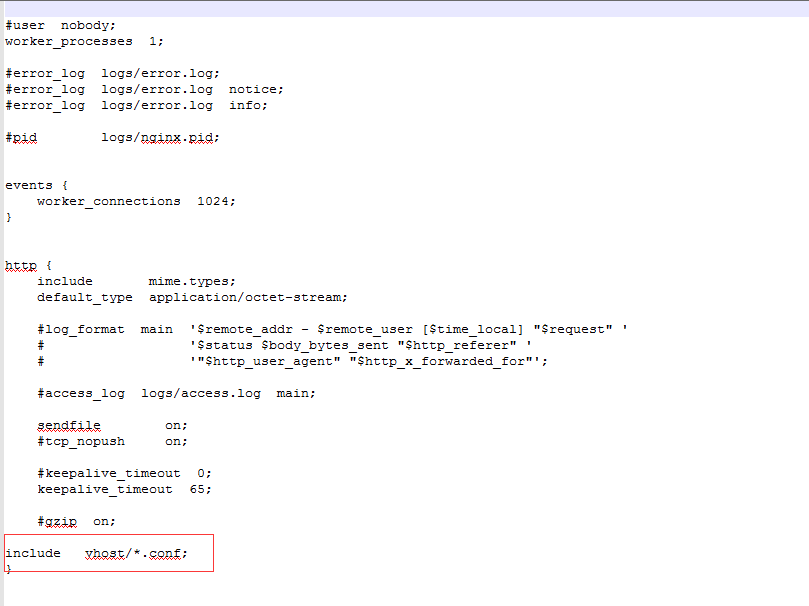 #user  nobody;
worker_processes  1;
#error_log  logs/error.log;
#error_log  logs/error.log  notice;
#error_log  logs/error.log  info;
#pid        logs/nginx.pid;
events {
    worker_connections  1024;
}
http {
    include       mime.types;
    default_type  application/octet-stream;
    #log_format  main  '$remote_addr - $remote_user [$time_local] "$request" '
    #                  '$status $body_bytes_sent "$http_referer" '
    #                  '"$http_user_agent" "$http_x_forwarded_for"';
    #access_log  logs/access.log  main;
    sendfile        on;
    #tcp_nopush     on;
    #keepalive_timeout  0;
    keepalive_timeout  65;
    #gzip  on;
include   vhost/*.conf;
}